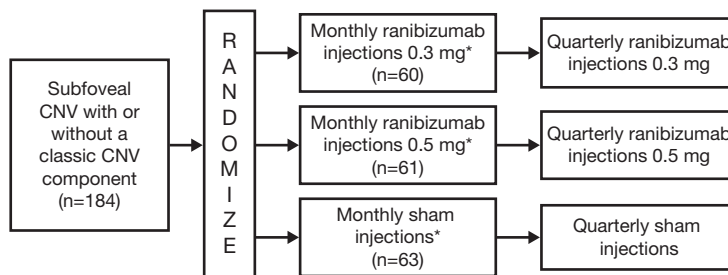 Subfoveal
CNV with or
without a
classic CNV
component
(n=184)
RANDOMIZE
Monthly ranibizumab
injections 0.3 mg*
(n=60)
Quarterly ranibizumab
injections 0.3 mg
Monthly ranibizumab
injections 0.5 mg*
(n=61)
Quarterly ranibizumab
injections 0.5 mg
Monthly sham
injections*
(n=63)
Quarterly sham
injections